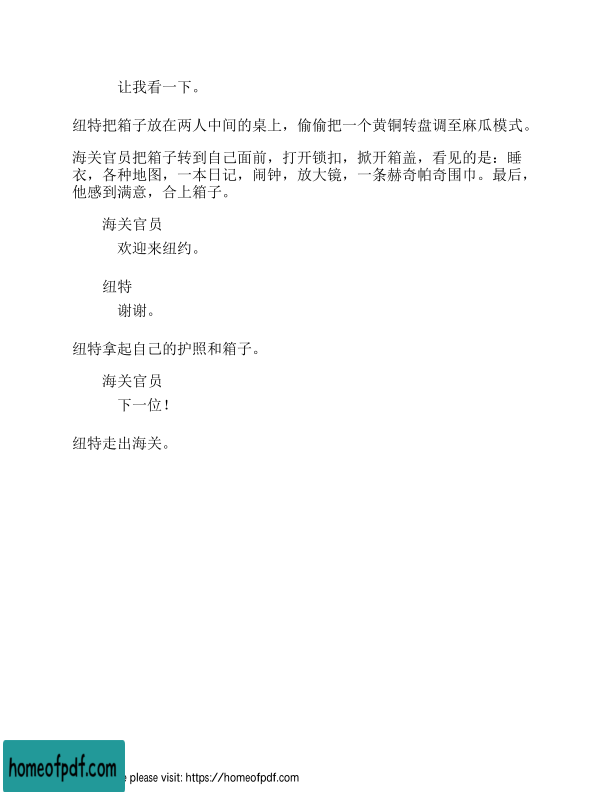 让我看一下。
纽特把箱子放在两人中间的桌上，偷偷把一个黄铜转盘调至麻瓜模式。
海关官员把箱子转到自己面前，打开锁扣，掀开箱盖，看见的是：睡
衣，各种地图，一本日记，闹钟，放大镜，一条赫奇帕奇围巾。最后，
他感到满意，合上箱子。
海关官员
欢迎来纽约。
纽特
谢谢。
纽特拿起自己的护照和箱子。
海关官员
下一位！
纽特走出海关。
homeofpdf.com
e please visit: https://homeofpdf.com